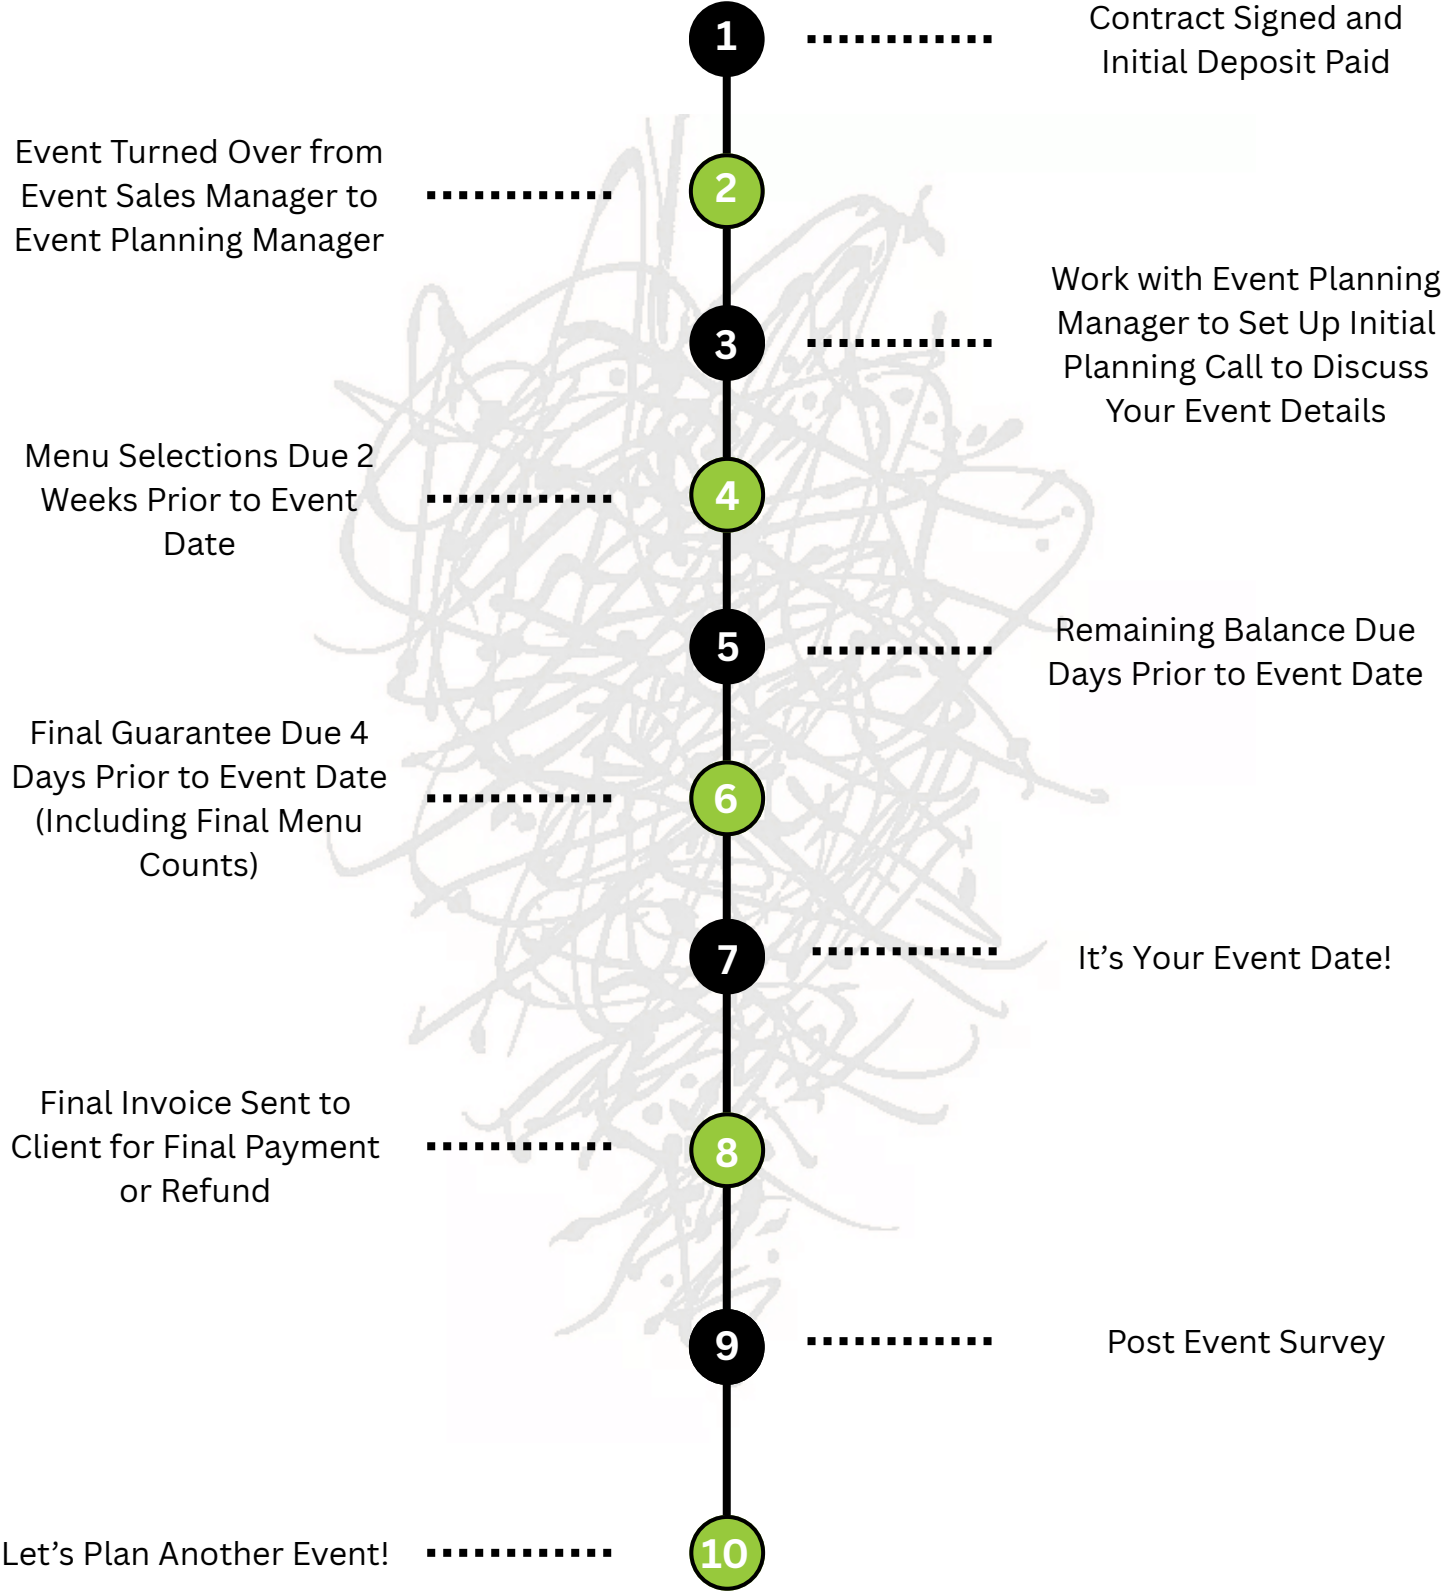 1
Contract Signed and
Initial Deposit Paid
Event Turned Over from
Event Sales Manager to
Event Planning Manager
2
3
Work with Event Planning
Manager to Set Up Initial
Planning Call to Discuss
Your Event Details
Menu Selections Due 2
Weeks Prior to Event
Date
4
5
Remaining Balance Due
Days Prior to Event Date
Final Guarantee Due 4
Days Prior to Event Date
(Including Final Menu
Counts)
6
7
It’s Your Event Date!
Final Invoice Sent to
Client for Final Payment
or Refund
8
9
Post Event Survey
Let’s Plan Another Event!
10